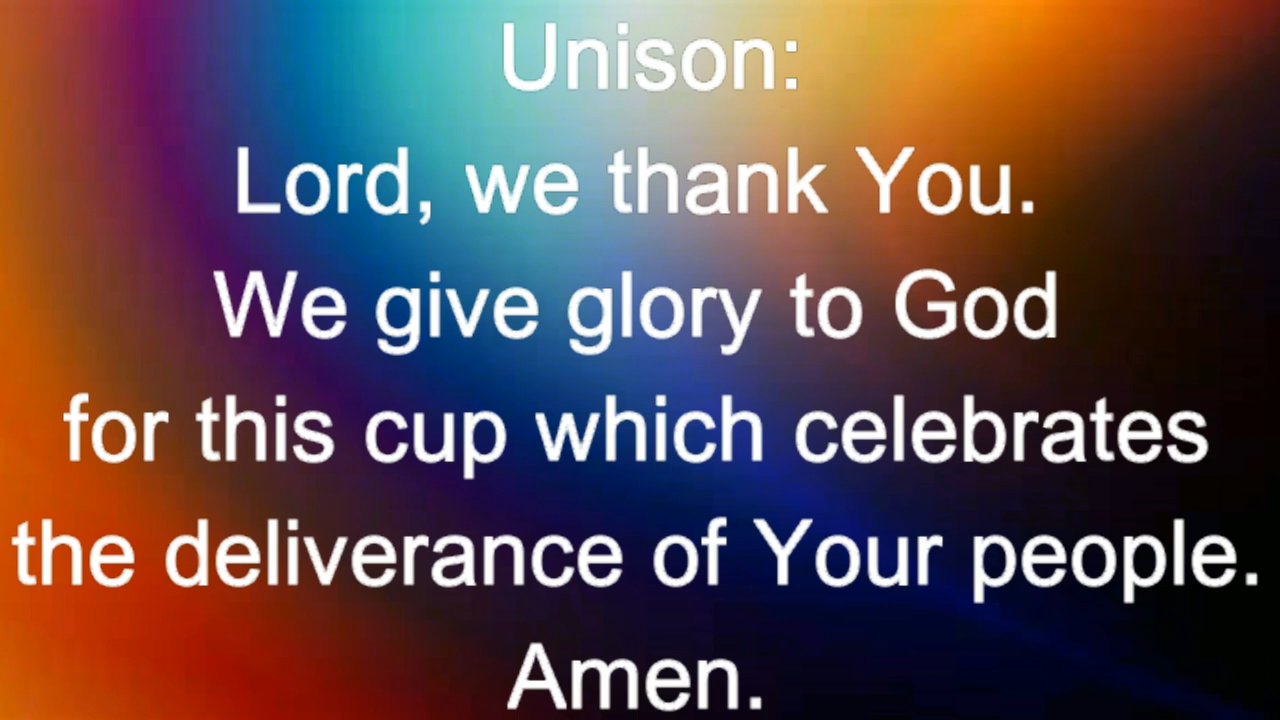 Unison:
Lord, we thank You.
We give glory to God
for this cup which celebrates
the deliverance of Your people.
Amen.